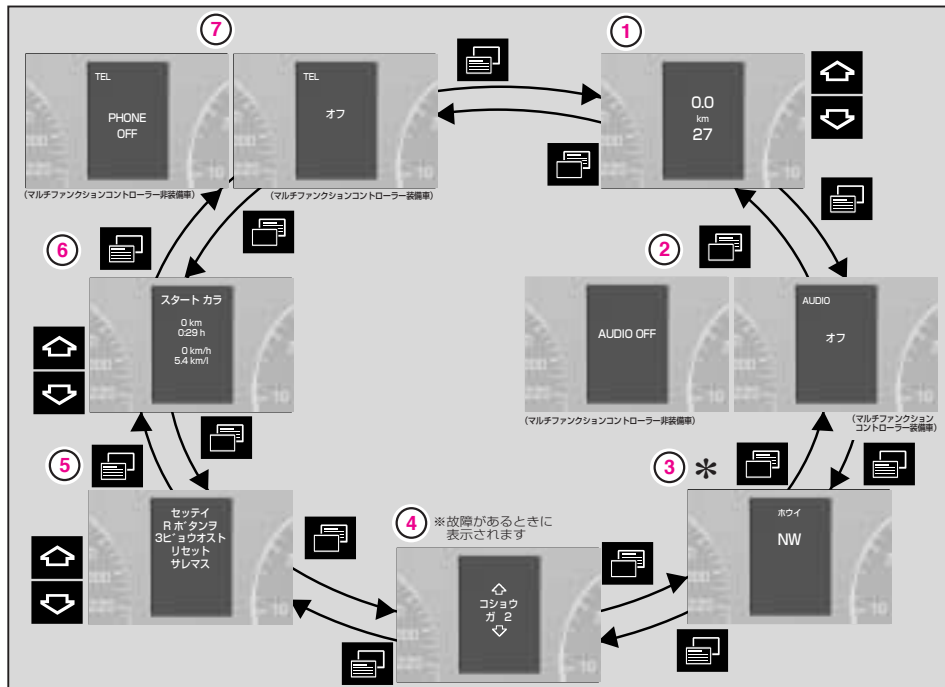 7
TEL
PHONE
OFF
(マルチファンクションコントローラー非装備車)
TEL
オフ
(マルチファンクションコントローラー装備車)
1
0.0
km
27
2
AUDIO OFF
(マルチファンクションコントローラー非装備車)
AUDIO
オフ
(マルチファンクション
コントローラー装備車)
3 *
ホウイ
NW
4
※故障があるときに
表示されます
コショウ
ガ 2
5
セッテイ
R ボタンヲ
3ビョウオスト
リセット
サレマス
6
スタート カラ
0 km
0:29 h
0 km/h
5.4 km/l